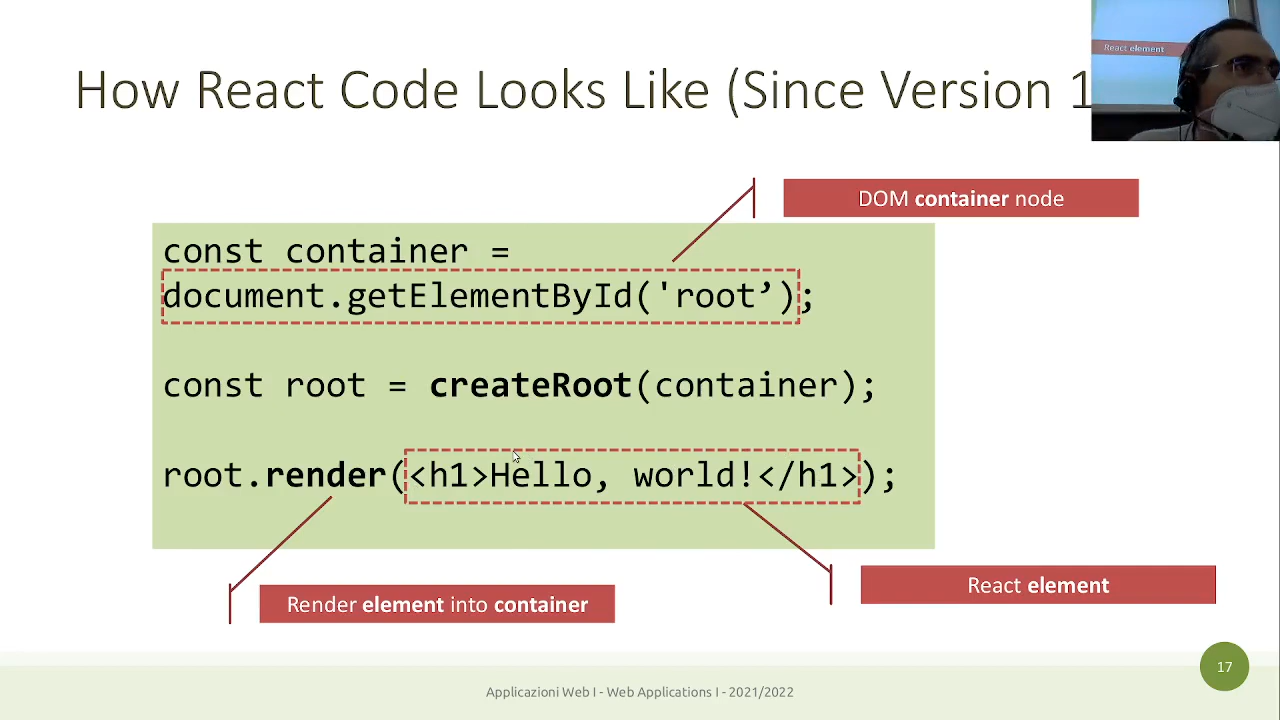 How React Code Looks Like (Since Version 1
React element
DOM container node
const container =
document.getElementById('root’);
const root = createRoot(container);
root.render(<h1>Hello, world!</h1>);
Render element into container
React element
17
Applicazioni Web I - Web Applications I - 2021/2022